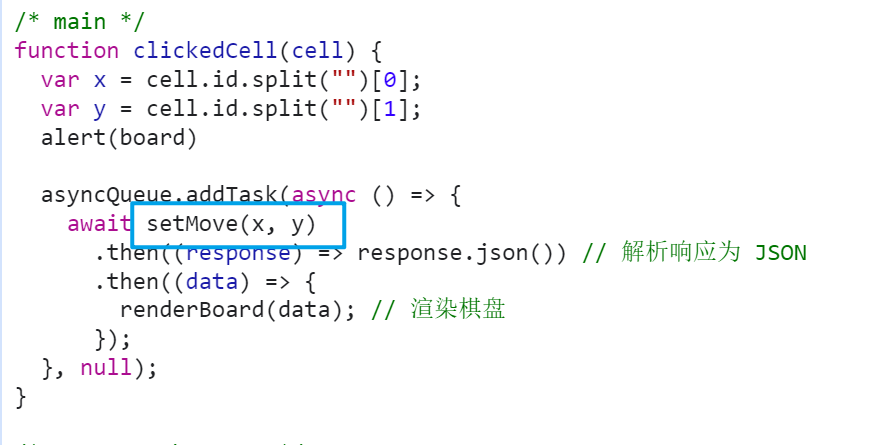 /* main */
function clickedCell(cell) {
  var x = cell.id.split("")[0];
  var y = cell.id.split("")[1];
  alert(board)
  asyncQueue.addTask(async () => {
    await setMove(x, y)
      .then((response) => response.json()) // 解析响应为 JSON
      .then((data) => {
        renderBoard(data); // 渲染棋盘
      });
  }, null);
}